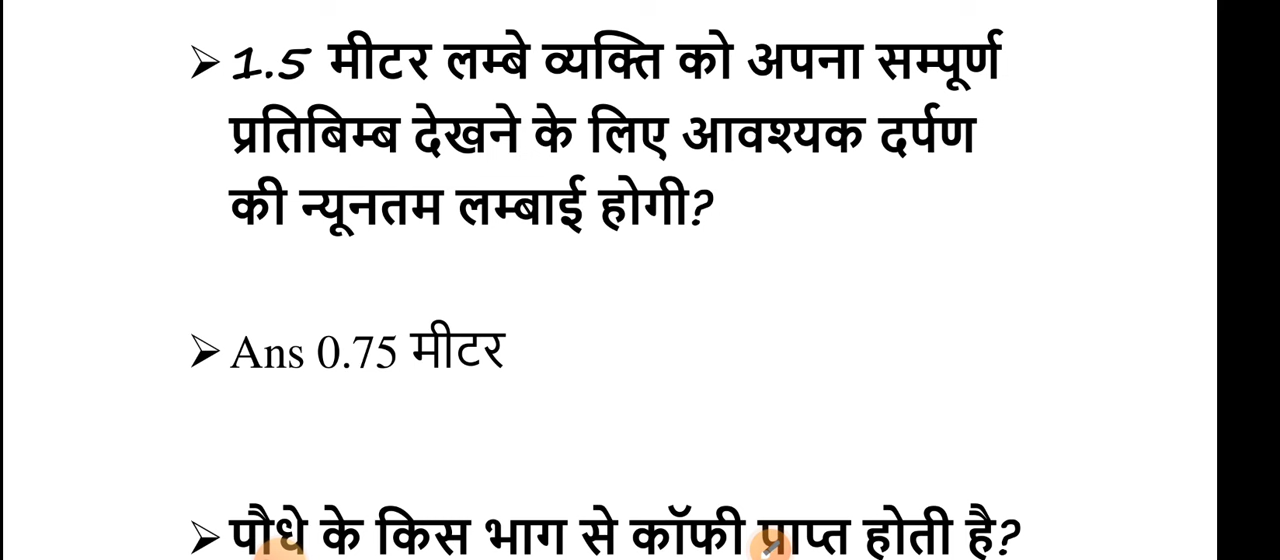 ➢ 1.5 मीटर लम्बे व्यक्ति को अपना सम्पूर्ण
प्रतिबिम्ब देखने के लिए आवश्यक दर्पण
की न्यूनतम लम्बाई होगी?
➢ Ans 0.75 मीटर
➢ पौधे के किस भाग से कॉफी प्राप्त होती है?